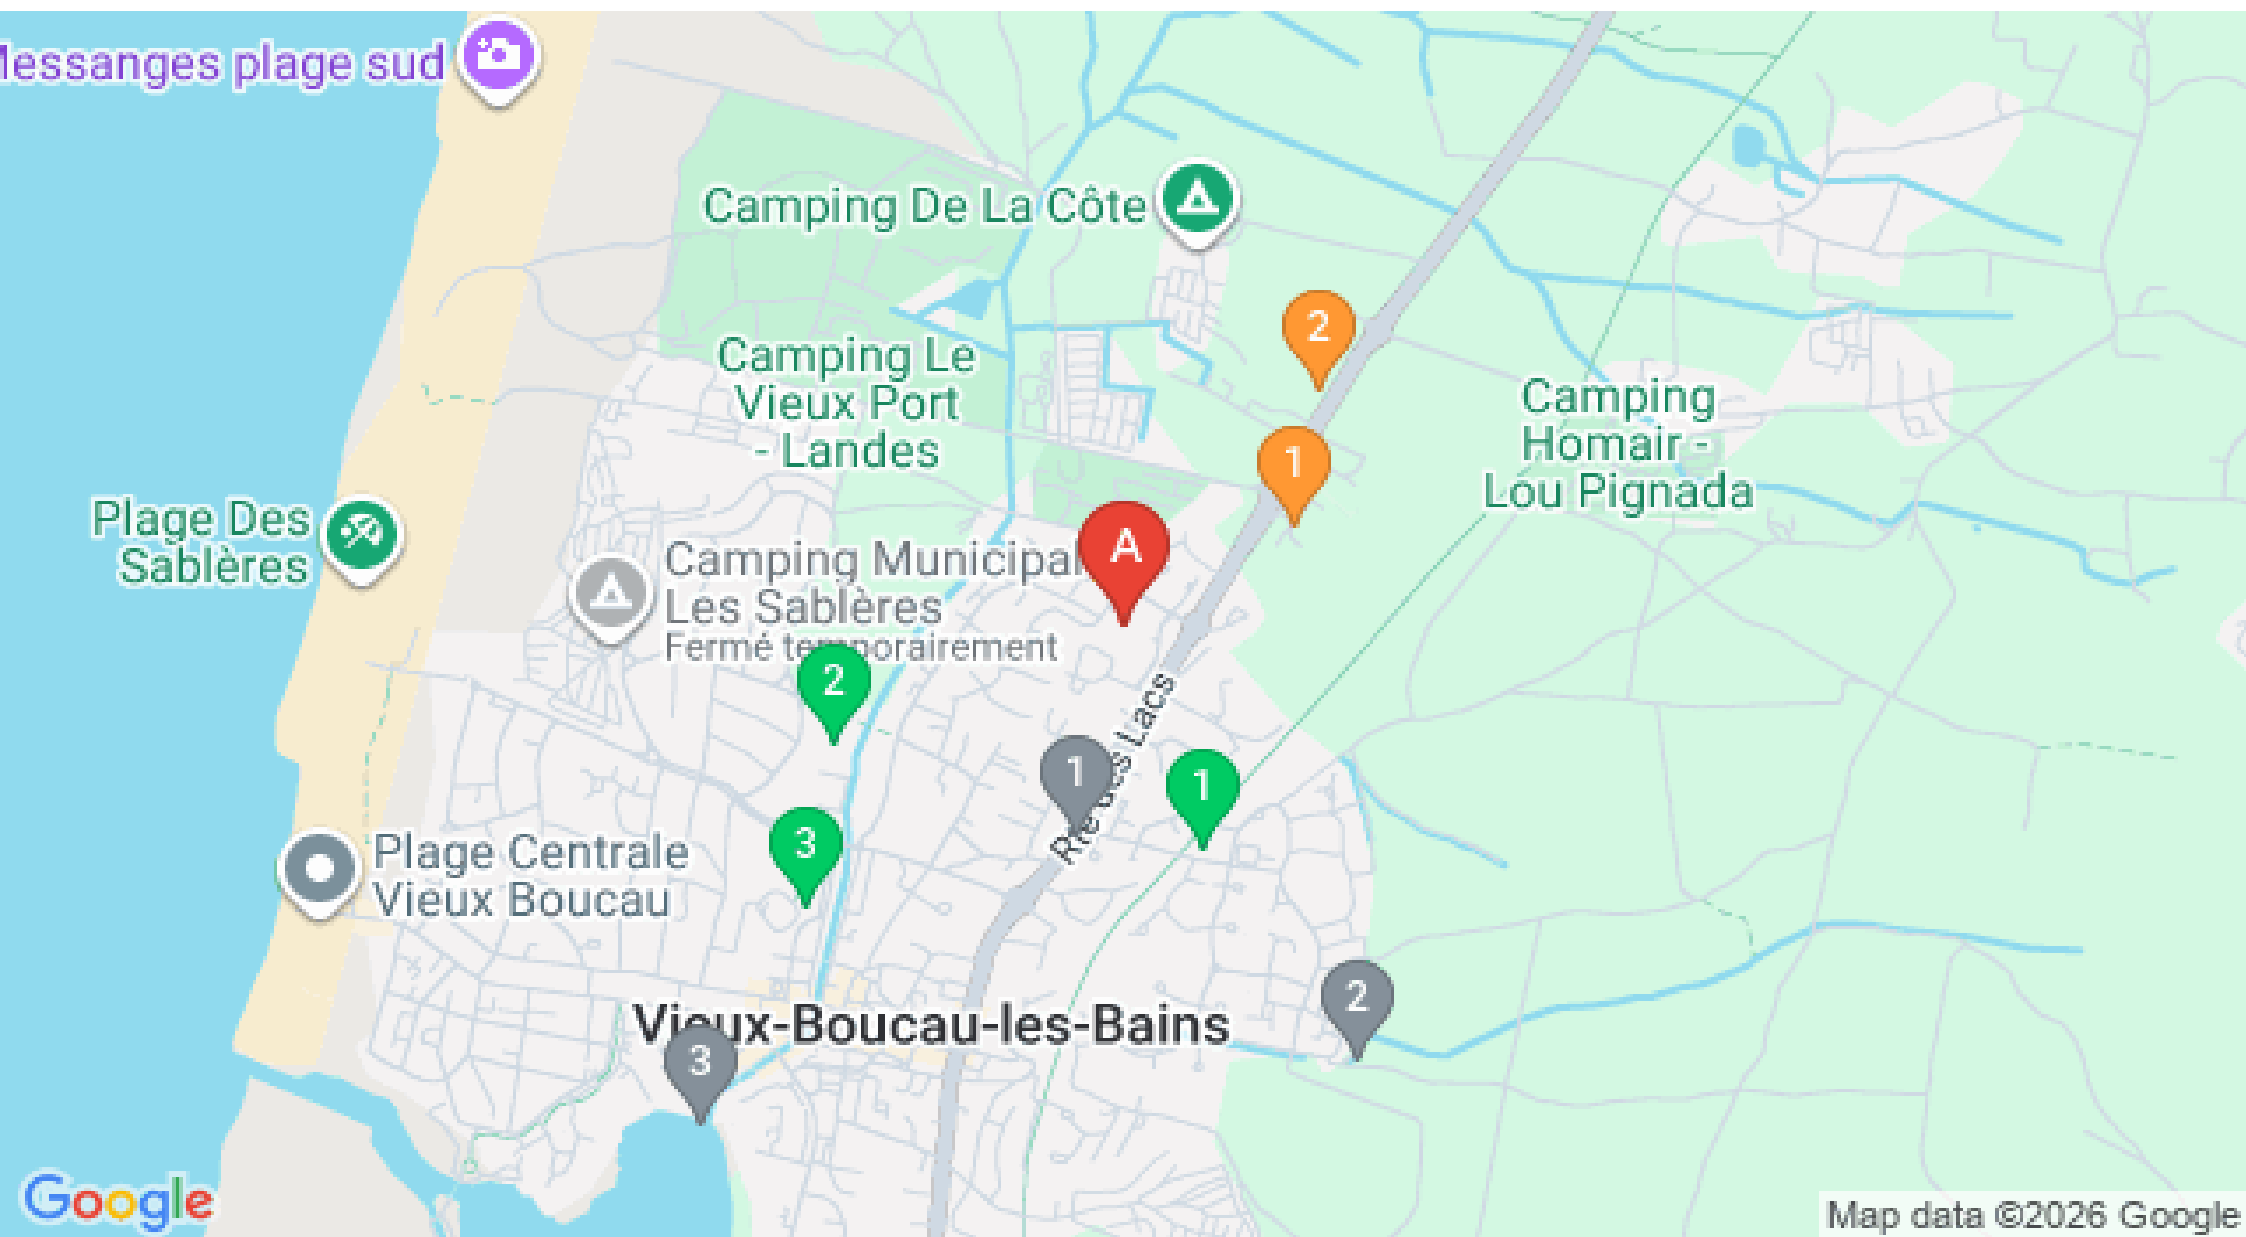 Messanges plage sud
Camping De La Côte
2
Camping Le
Vieux Port
- Landes
Camping
Homair -
Lou Pignada
1
Plage Des
Sablères
A
Camping Municipal
Les Sablères
Fermé temporairement
2
Rte des Lacs
1
1
3
Plage Centrale
Vieux Boucau
2
Vieux-Boucau-les-Bains
3
Google
Map data ©2026 Google